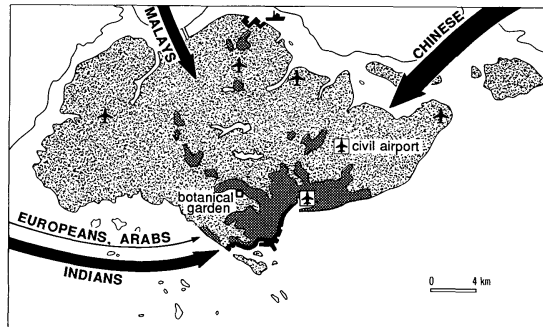 MALAYS
CHINESE
civil airport
botanical
garden
EUROPEANS, ARABS
INDIANS
0 4 km